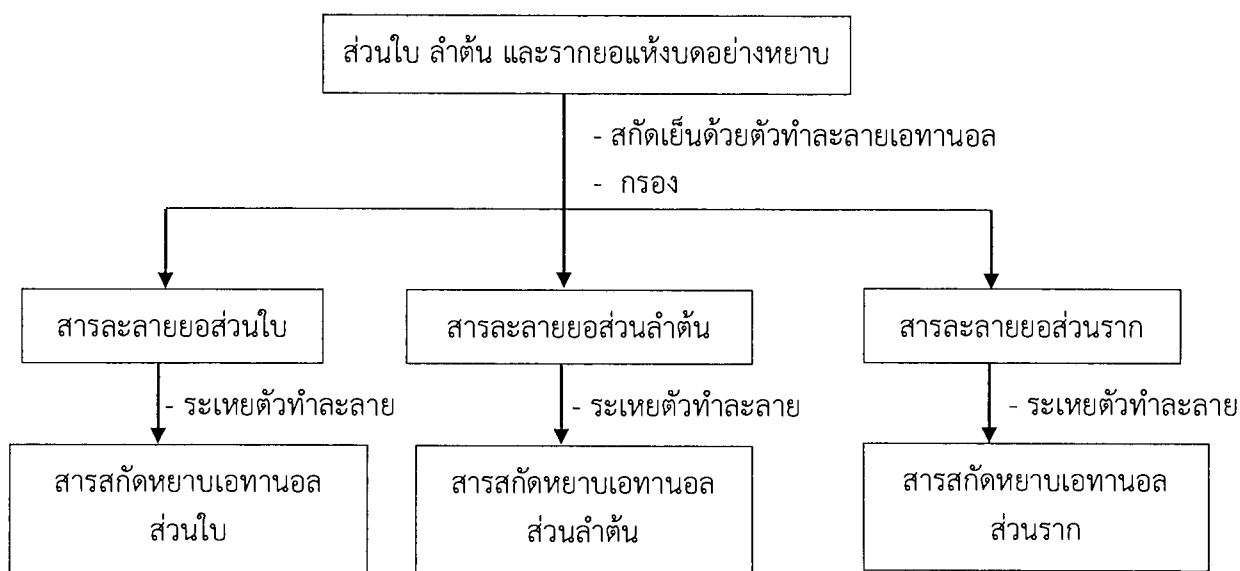 ส่วนใบ ลำต้น และรากยอแห้งบดอย่างหยาบ
- สกัดเย็นด้วยตัวทำละลายเอทานอล
- กรอง
สารละลายยอส่วนใบ
สารละลายยอส่วนลำต้น
สารละลายยอส่วนราก
- ระเหยตัวทำละลาย
- ระเหยตัวทำละลาย
- ระเหยตัวทำละลาย
สารสกัดหยาบเอทานอล
ส่วนใบ
สารสกัดหยาบเอทานอล
ส่วนลำต้น
สารสกัดหยาบเอทานอล
ส่วนราก